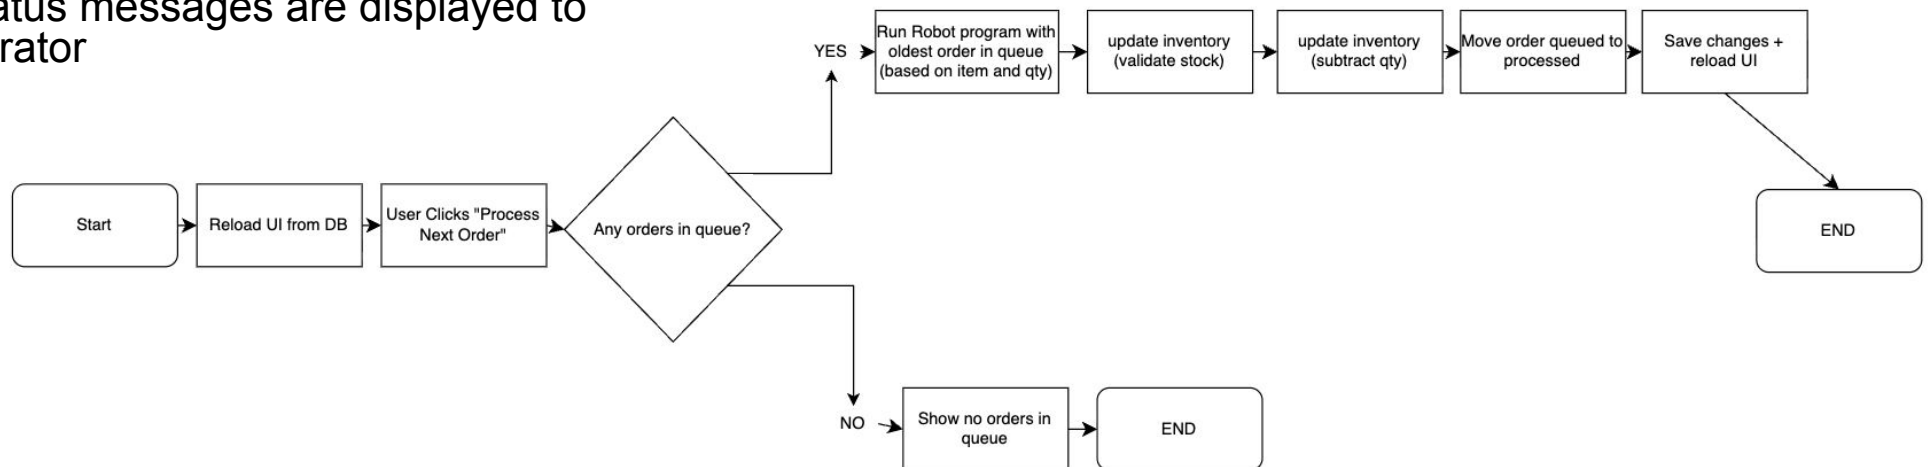 atus messages are displayed to
rator
YES
Run Robot program with
oldest order in queue
(based on item and qty)
update inventory
(validate stock)
update inventory
(subtract qty)
Move order queued to
processed
Save changes +
reload UI
Start
Reload UI from DB
User Clicks "Process
Next Order"
Any orders in queue?
END
NO
Show no orders in
queue
END